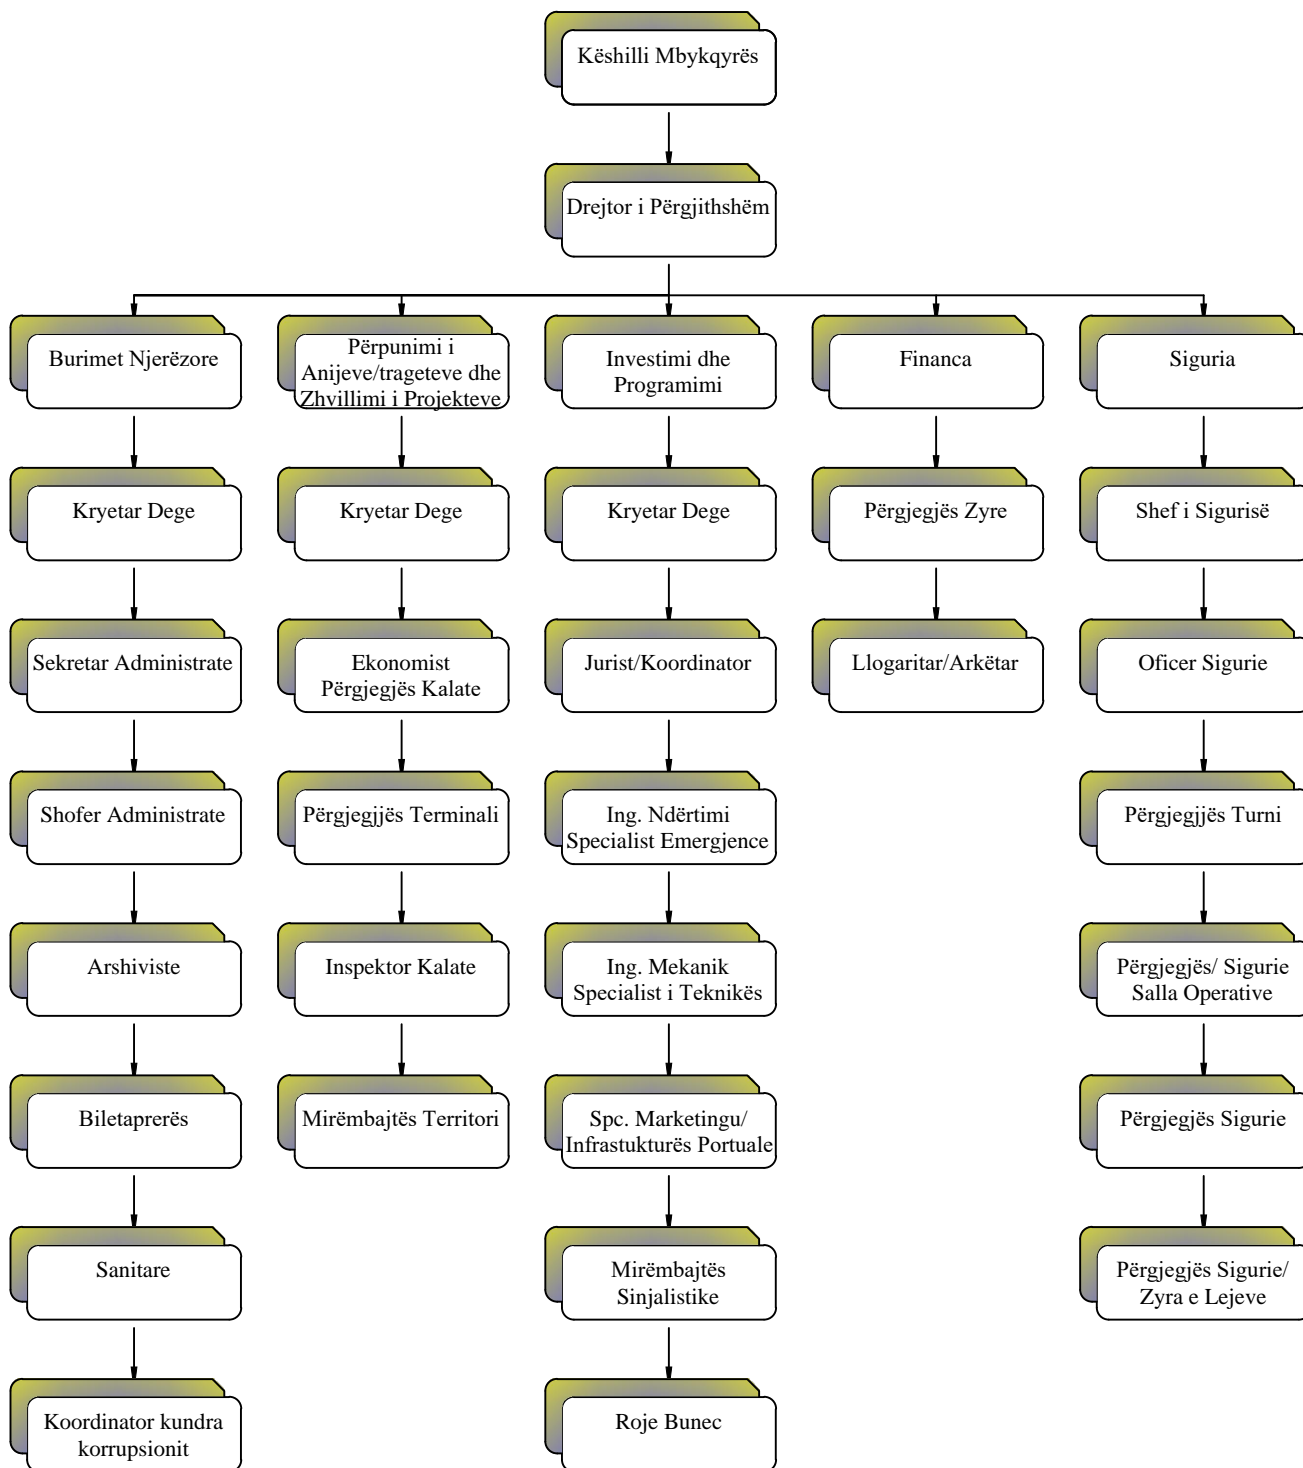 Këshilli Mbykqyrës
Drejtor i Përgjithshëm
Burimet Njerëzore
Përpunimi i
Anijeve/trageteve dhe
Zhvillimi i Projekteve
Investimi dhe
Programimi
Financa
Siguria
Kryetar Dege
Kryetar Dege
Kryetar Dege
Përgjegjës Zyre
Shef i Sigurisë
Sekretar Administrate
Ekonomist
Përgjegjës Kalate
Jurist/Koordinator
Llogaritar/Arkëtar
Oficer Sigurie
Shofer Administrate
Përgjegjjës Terminali
Ing. Ndërtimi
Specialist Emergjence
Përgjegjjës Turni
Arshiviste
Inspektor Kalate
Ing. Mekanik
Specialist i Teknikës
Përgjegjës/ Sigurie
Salla Operative
Biletaprerës
Mirëmbajtës Territori
Spc. Marketingu/
Infrastukturës Portuale
Përgjegjës Sigurie
Sanitare
Mirëmbajtës
Sinjalistike
Përgjegjës Sigurie/
Zyra e Lejeve
Koordinator kundra
korrupsionit
Roje Bunec